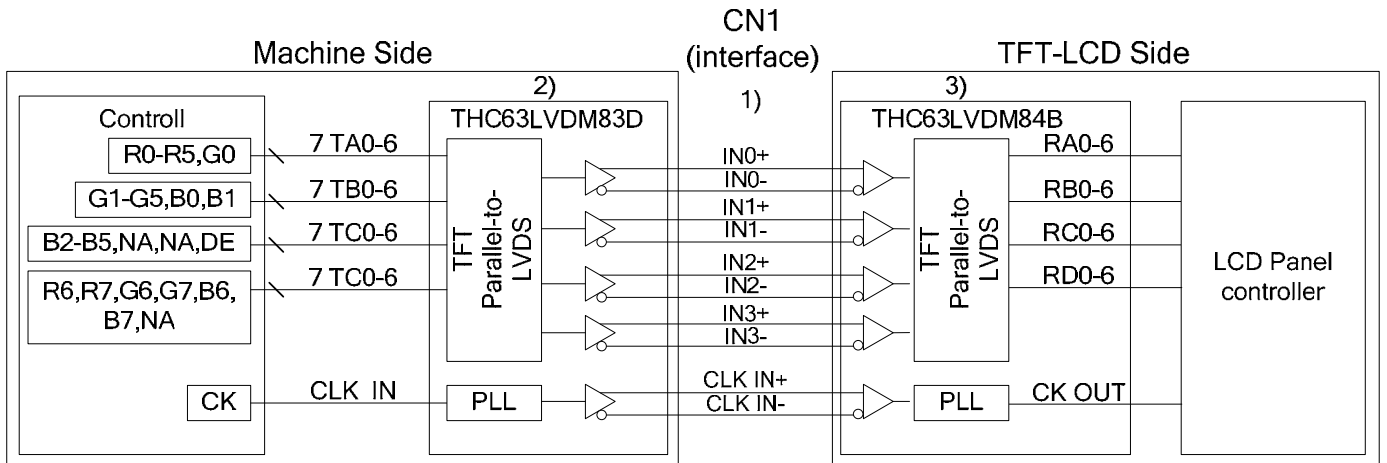 CN1
(interface)
Machine Side
TFT-LCD Side
1)
2)
3)
Controll
THC63LVDM83D
THC63LVDM84B
R0-R5,G0
7 TA0-6
G1-G5,B0,B1
7 TB0-6
B2-B5,NA,NA,DE
7 TC0-6
R6,R7,G6,G7,B6,
B7,NA
7 TC0-6
CK
CLK IN
TFT
Parallel-to-
LVDS
PLL
IN0+
IN0-
IN1+
IN1-
IN2+
IN2-
IN3+
IN3-
CLK IN+
CLK IN-
TFT
Parallel-to-
LVDS
PLL
RA0-6
RB0-6
RC0-6
RD0-6
CK OUT
LCD Panel
controller